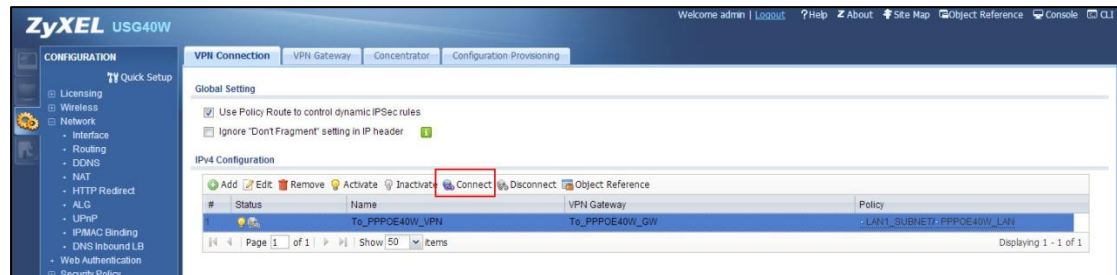 ZyXEL USG40W
Welcome admin | Logout ?Help Z About Site Map Object Reference Console CLI
CONFIGURATION
Quick Setup
Licensing
Wireless
Network
Interface
Routing
DDNS
NAT
HTTP Redirect
ALG
UPnP
IP/MAC Binding
DNS Inbound LB
Web Authentication
Security Policy
VPN Connection VPN Gateway Concentrator Configuration Provisioning
Global Setting
Use Policy Route to control dynamic IPSec rules
Ignore "Don't Fragment" setting in IP header
IPv4 Configuration
Add Edit Remove Activate Inactivate Connect Disconnect Object Reference
# Status Name VPN Gateway Policy
1 To_PPPOE40W_VPN To_PPPOE40W_GW LAN1_SUBNET/ PPPOE40W_LAN
Page 1 of 1 Show 50 items Displaying 1 - 1 of 1